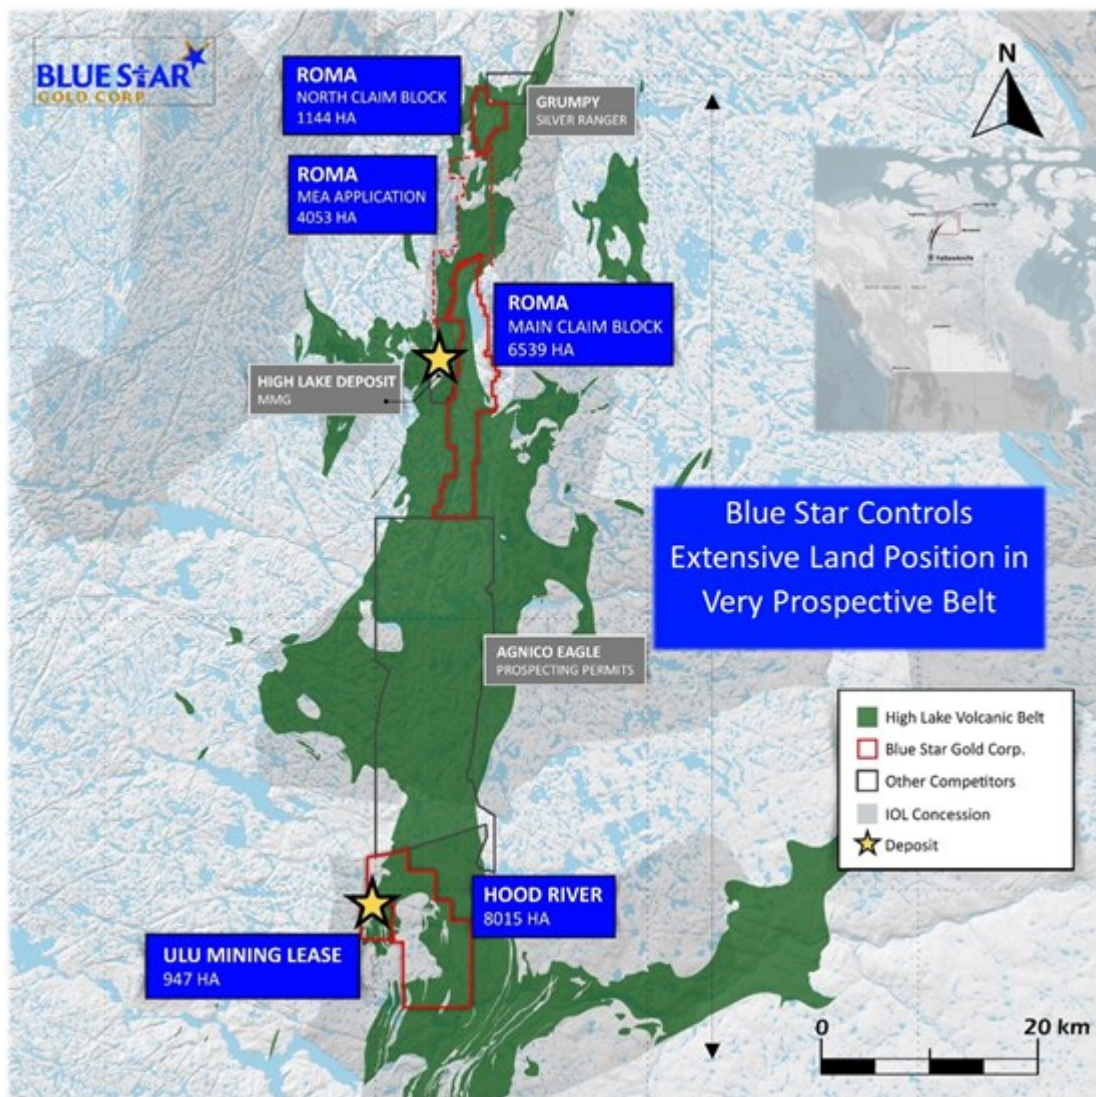 BLUE STAR
GOLD CORP
ROMA
NORTH CLAIM BLOCK
1144 HA
GRUMPY
SILVER RANGER
N
ROMA
MEA APPLICATION
4053 HA
Yellowknife
ROMA
MAIN CLAIM BLOCK
6539 HA
HIGH LAKE DEPOSIT
MMG
Blue Star Controls
Extensive Land Position in
Very Prospective Belt
AGNICO EAGLE
PROSPECTING PERMITS
High Lake Volcanic Belt
Blue Star Gold Corp.
Other Competitors
IOL Concession
Deposit
HOOD RIVER
8015 HA
ULU MINING LEASE
947 HA
0
20 km